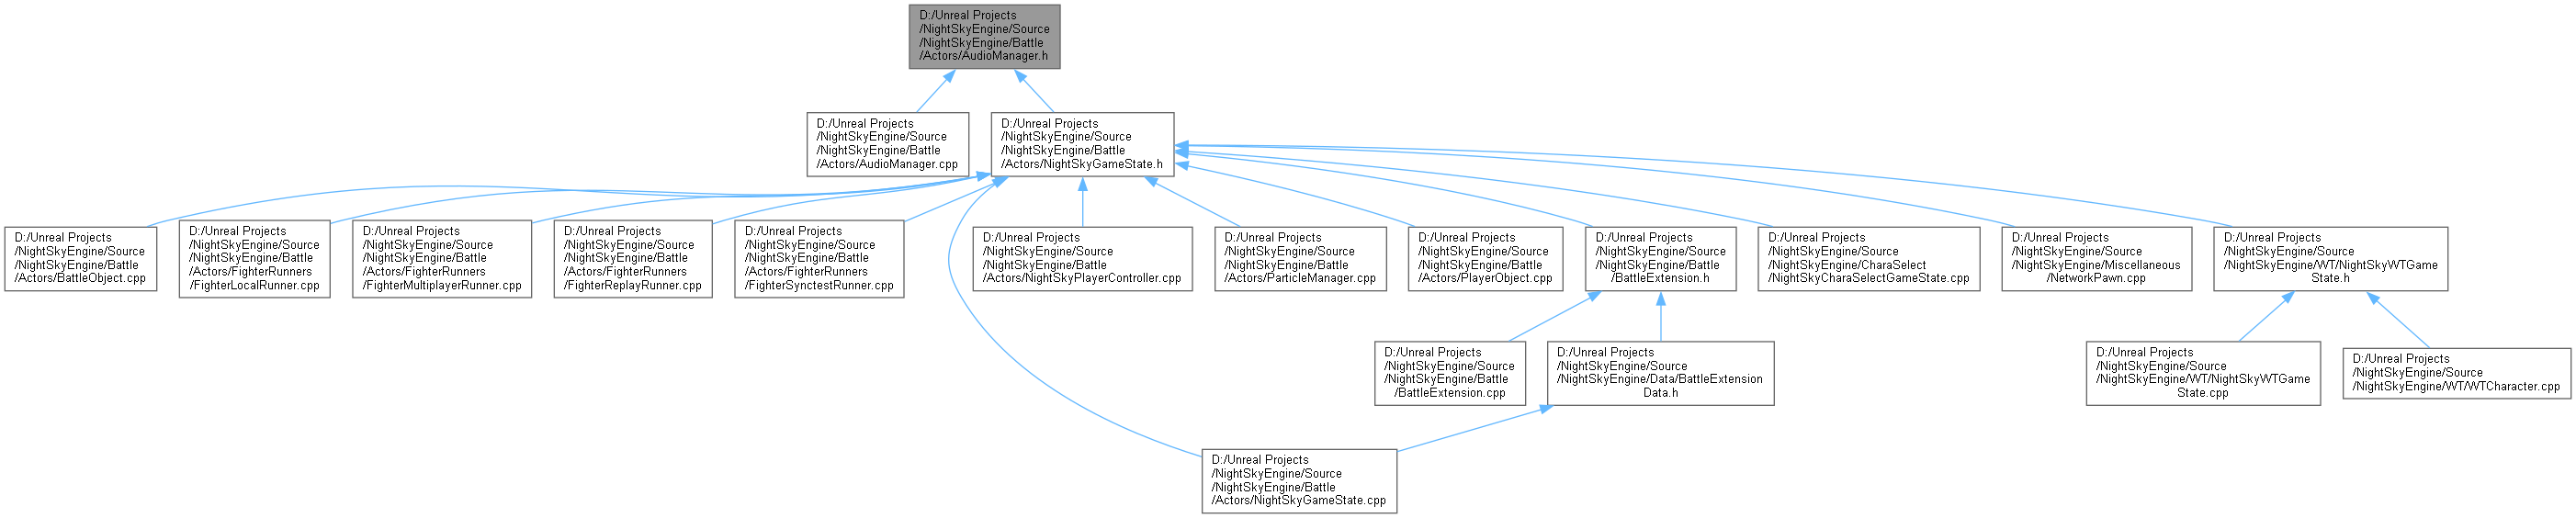 D:/Unreal Projects
/NightSkyEngine/Source
/NightSkyEngine/Battle
/Actors/AudioManager.h
D:/Unreal Projects
/NightSkyEngine/Source
/NightSkyEngine/Battle
/Actors/AudioManager.cpp
D:/Unreal Projects
/NightSkyEngine/Source
/NightSkyEngine/Battle
/Actors/NightSkyGameState.h
D:/Unreal Projects
/NightSkyEngine/Source
/NightSkyEngine/Battle
/Actors/BattleObject.cpp
D:/Unreal Projects
/NightSkyEngine/Source
/NightSkyEngine/Battle
/Actors/FighterRunners
/FighterLocalRunner.cpp
D:/Unreal Projects
/NightSkyEngine/Source
/NightSkyEngine/Battle
/Actors/FighterRunners
/FighterMultiplayerRunner.cpp
D:/Unreal Projects
/NightSkyEngine/Source
/NightSkyEngine/Battle
/Actors/FighterRunners
/FighterReplayRunner.cpp
D:/Unreal Projects
/NightSkyEngine/Source
/NightSkyEngine/Battle
/Actors/FighterRunners
/FighterSynctestRunner.cpp
D:/Unreal Projects
/NightSkyEngine/Source
/NightSkyEngine/Battle
/Actors/NightSkyPlayerController.cpp
D:/Unreal Projects
/NightSkyEngine/Source
/NightSkyEngine/Battle
/Actors/ParticleManager.cpp
D:/Unreal Projects
/NightSkyEngine/Source
/NightSkyEngine/Battle
/Actors/PlayerObject.cpp
D:/Unreal Projects
/NightSkyEngine/Source
/NightSkyEngine/Battle
/BattleExtension.h
D:/Unreal Projects
/NightSkyEngine/Source
/NightSkyEngine/CharaSelect
/NightSkyCharaSelectGameState.cpp
D:/Unreal Projects
/NightSkyEngine/Source
/NightSkyEngine/Miscellaneous
/NetworkPawn.cpp
D:/Unreal Projects
/NightSkyEngine/Source
/NightSkyEngine/WT/NightSkyWTGame
State.h
D:/Unreal Projects
/NightSkyEngine/Source
/NightSkyEngine/Battle
/BattleExtension.cpp
D:/Unreal Projects
/NightSkyEngine/Source
/NightSkyEngine/Data/BattleExtension
Data.h
D:/Unreal Projects
/NightSkyEngine/Source
/NightSkyEngine/WT/NightSkyWTGame
State.cpp
D:/Unreal Projects
/NightSkyEngine/Source
/NightSkyEngine/WT/WTCharacter.cpp
D:/Unreal Projects
/NightSkyEngine/Source
/NightSkyEngine/Battle
/Actors/NightSkyGameState.cpp